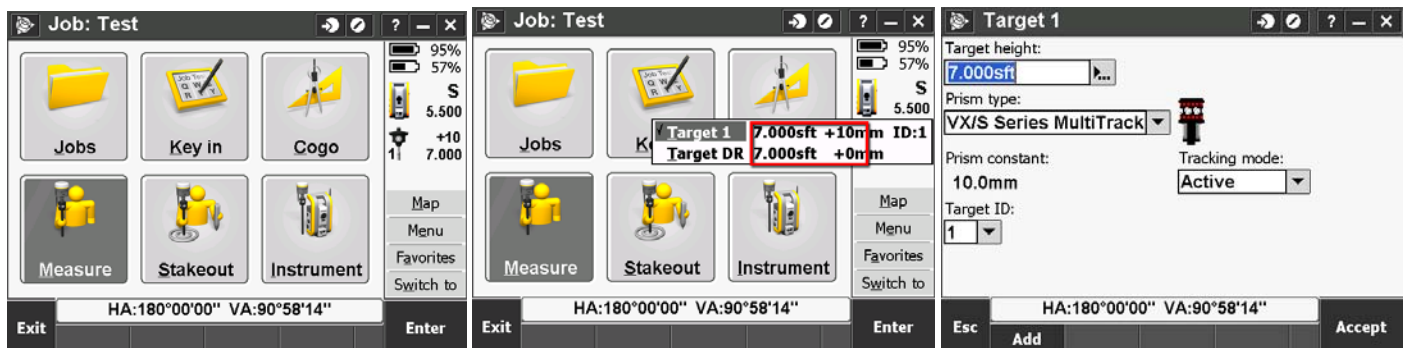 Job: Test
? – ×
95%
57%
S
5.500
+10
1 7.000
Jobs
Key in
Cogo
Measure
Stakeout
Instrument
Map
Menu
Favorites
Switch to
HA:180°00'00" VA:90°58'14"
Exit
Enter
Job: Test
? – ×
95%
57%
S
5.500
√ Target 1 7.000sft +10mm ID:1
Target DR 7.000sft +0mm
Jobs
Measure
Stakeout
Instrument
Map
Menu
Favorites
Switch to
HA:180°00'00" VA:90°58'14"
Exit
Enter
Target 1
? – ×
Target height:
7.000sft
Prism type:
VX/S Series MultiTrack
Prism constant:
10.0mm
Tracking mode:
Active
Target ID:
1
HA:180°00'00" VA:90°58'14"
Esc
Add
Accept